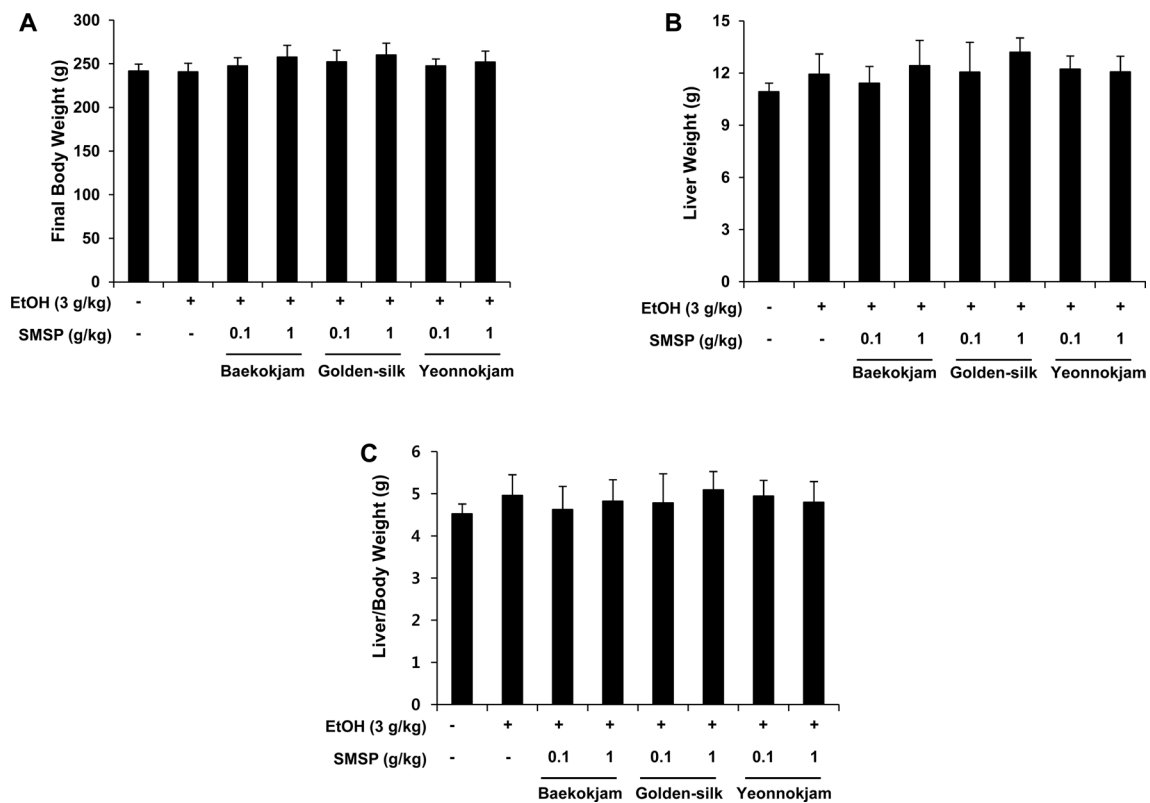 A
Final Body Weight (g)
300
250
200
150
100
50
0
EtOH (3 g/kg) - + + + + + + +
SMSP (g/kg) - - 0.1 1 0.1 1 0.1 1
Baekokjam Golden-silk Yeonnokjam
B
Liver Weight (g)
15
12
9
6
3
0
EtOH (3 g/kg) - + + + + + + +
SMSP (g/kg) - - 0.1 1 0.1 1 0.1 1
Baekokjam Golden-silk Yeonnokjam
C
Liver/Body Weight (g)
6
5
4
3
2
1
0
EtOH (3 g/kg) - + + + + + + +
SMSP (g/kg) - - 0.1 1 0.1 1 0.1 1
Baekokjam Golden-silk Yeonnokjam